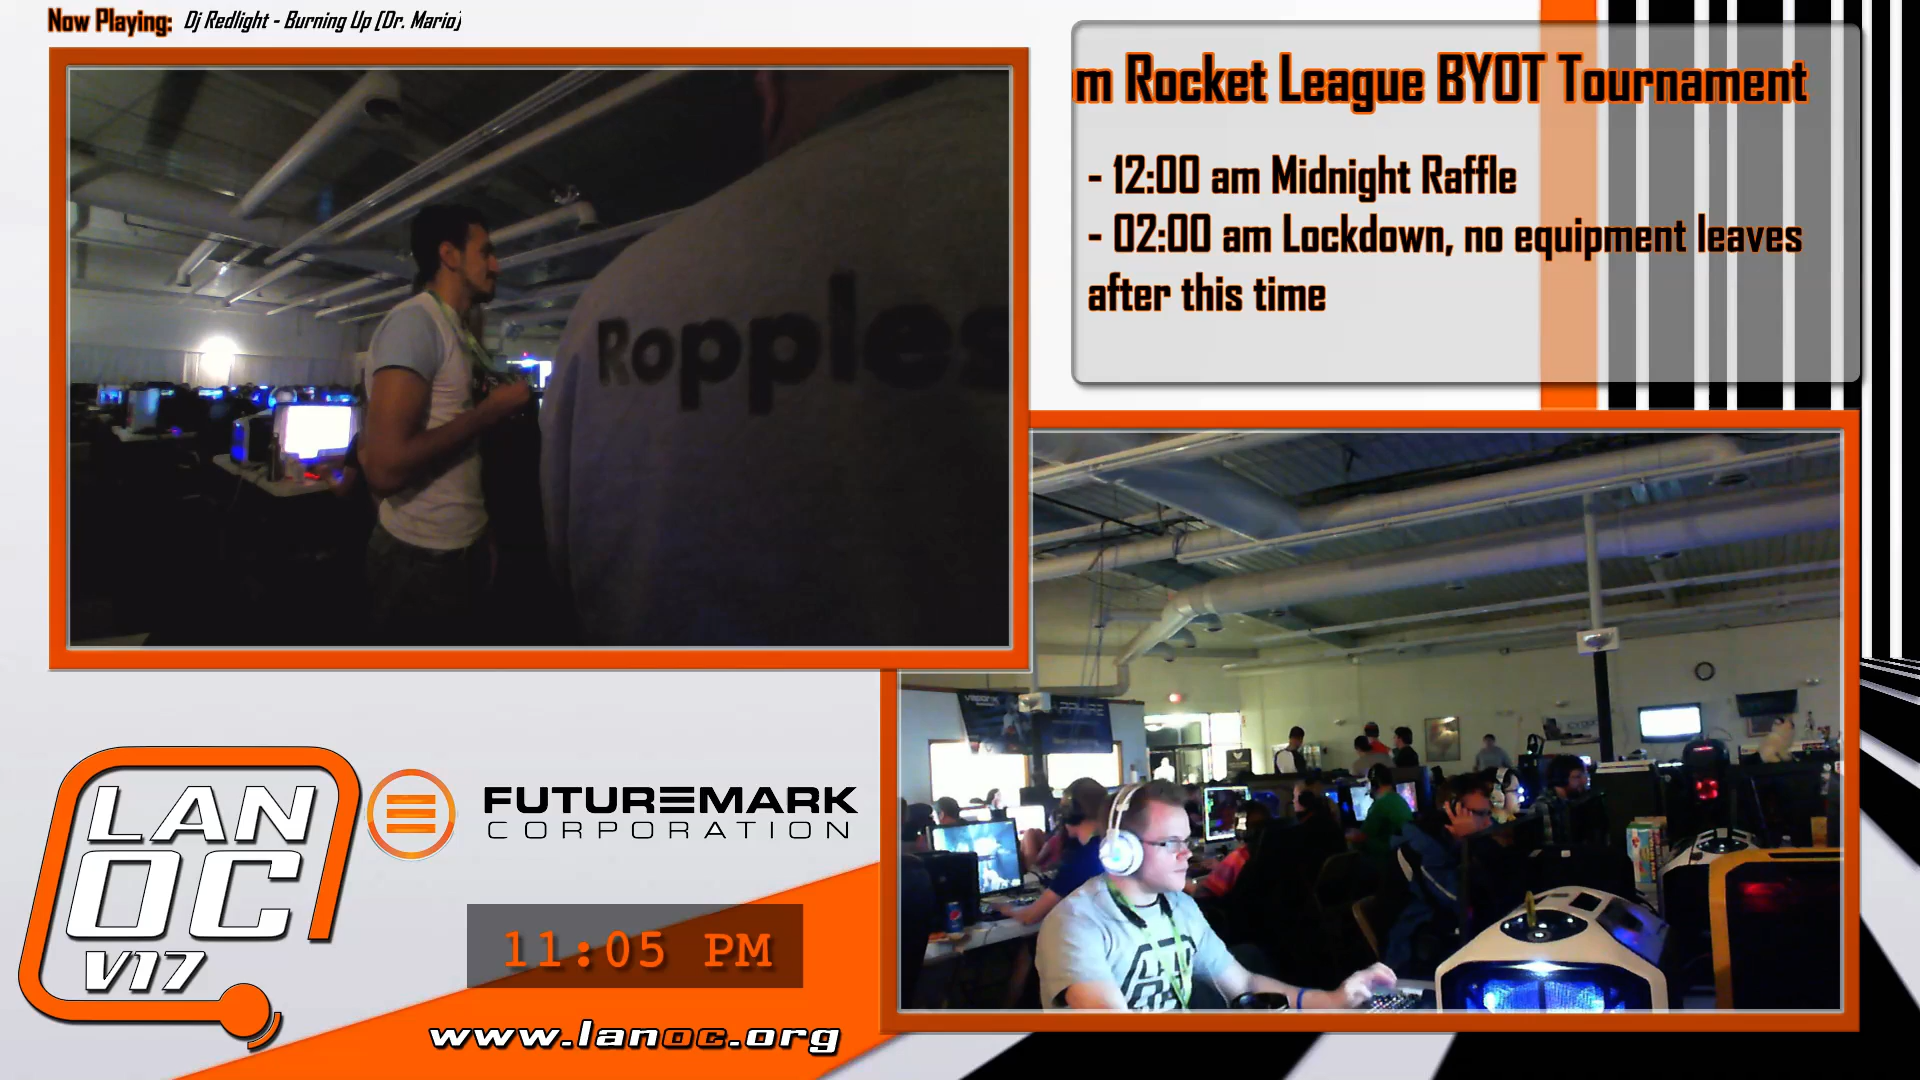 Now Playing: Dj Redlight - Burning Up (Dr. Mario)
m Rocket League BYOT Tournament
- 12:00 am Midnight Raffle
- 02:00 am Lockdown, no equipment leaves
after this time
Ropples
LAN
OC
V17
FUTUREMARK
CORPORATION
11:05 PM
www.lanoc.org